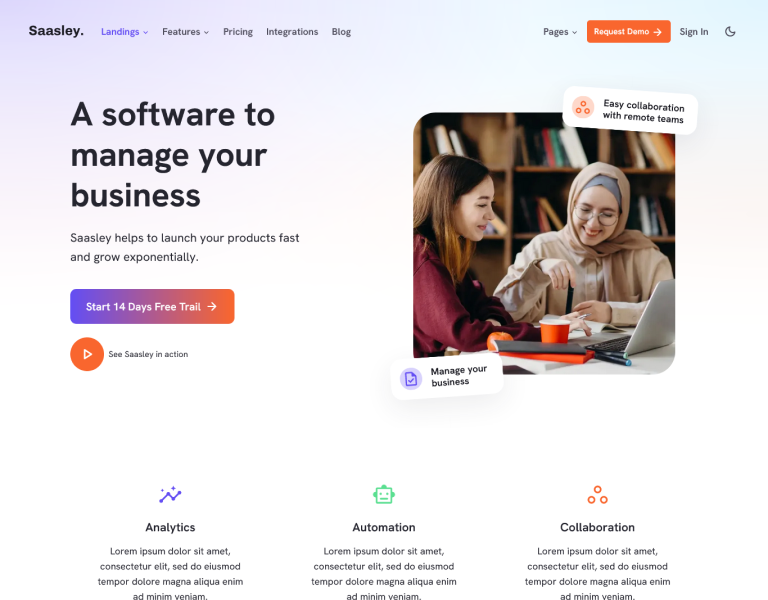 Saasley.
Landings
Features
Pricing
Integrations
Blog
Pages
Request Demo
Sign In
A software to
manage your
business
Saasley helps to launch your products fast
and grow exponentially.
Start 14 Days Free Trail
See Saasley in action
Easy collaboration
with remote teams
Manage your
business
Analytics
Lorem ipsum dolor sit amet,
consectetur elit, sed do eiusmod
tempor dolore magna aliqua enim
ad minim veniam.
Automation
Lorem ipsum dolor sit amet,
consectetur elit, sed do eiusmod
tempor dolore magna aliqua enim
ad minim veniam.
Collaboration
Lorem ipsum dolor sit amet,
consectetur elit, sed do eiusmod
tempor dolore magna aliqua enim
ad minim veniam.